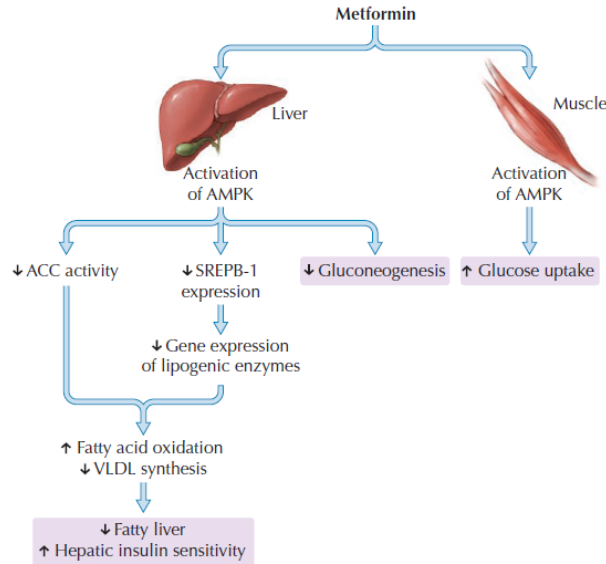 Metformin
Liver
Muscle
Activation
of AMPK
Activation
of AMPK
↓ ACC activity
↓ SREPB-1
expression
↓ Gluconeogenesis
↑ Glucose uptake
↓ Gene expression
of lipogenic enzymes
↑ Fatty acid oxidation
↓ VLDL synthesis
↓ Fatty liver
↑ Hepatic insulin sensitivity